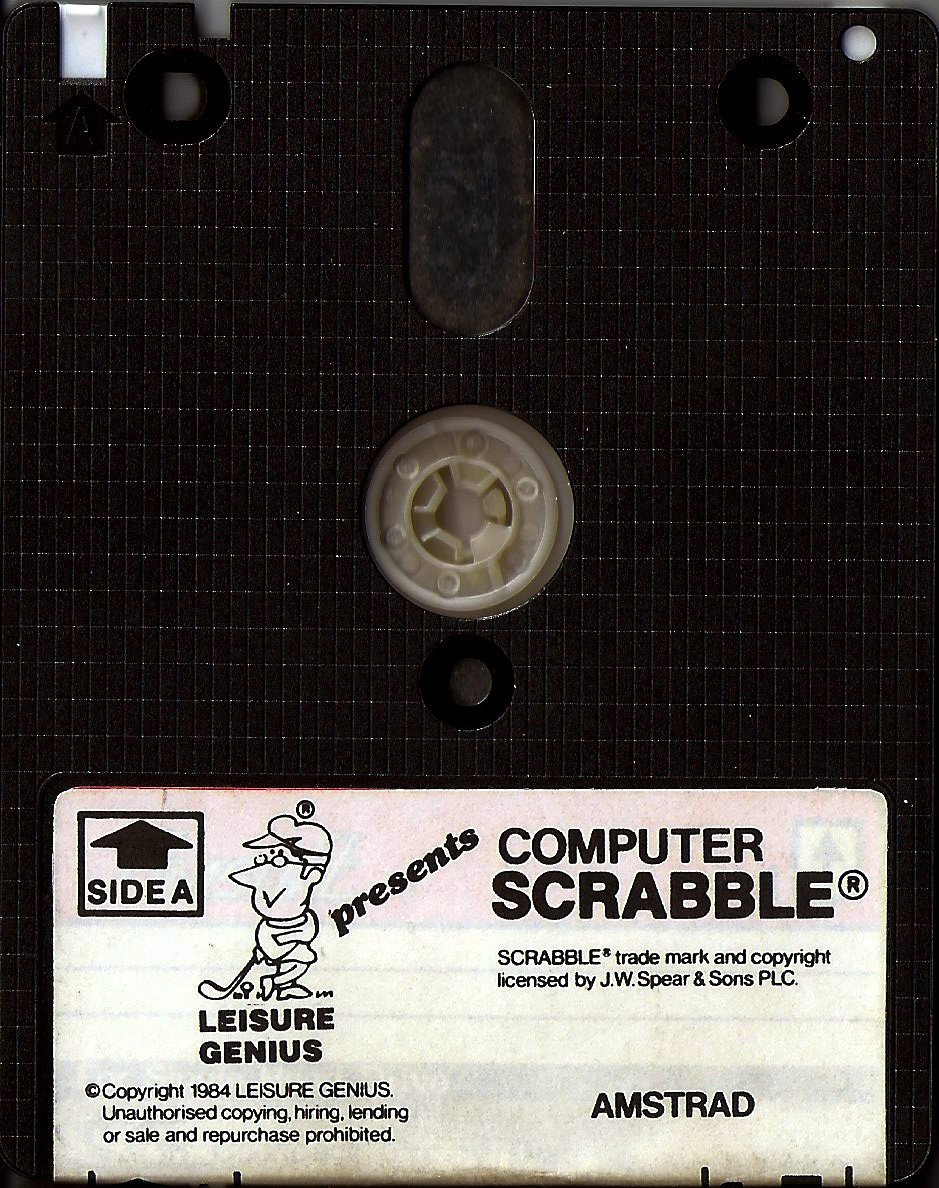 A
SIDE A
®
presents
COMPUTER
SCRABBLE®
SCRABBLE® trade mark and copyright
licensed by J.W. Spear & Sons PLC.
LEISURE
GENIUS
© Copyright 1984 LEISURE GENIUS.
Unauthorised copying, hiring, lending
or sale and repurchase prohibited.
AMSTRAD